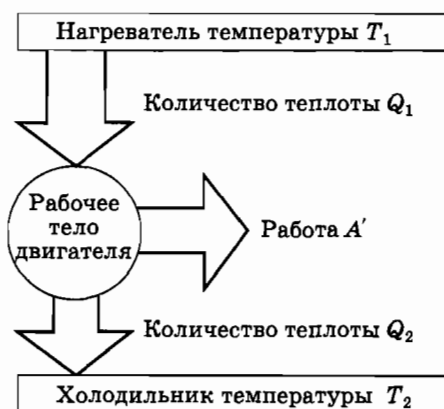 Нагреватель температуры T₁
Количество теплоты Q₁
Рабочее
тело
двигателя
Работа A′
Количество теплоты Q₂
Холодильник температуры T₂